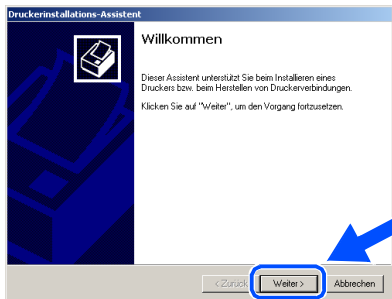 Druckerinstallations-Assistent
Willkommen
Dieser Assistent unterstützt Sie beim Installieren eines
Druckers bzw. beim Herstellen von Druckerverbindungen.
Klicken Sie auf "Weiter", um den Vorgang fortzusetzen.
< Zurück Weiter > Abbrechen